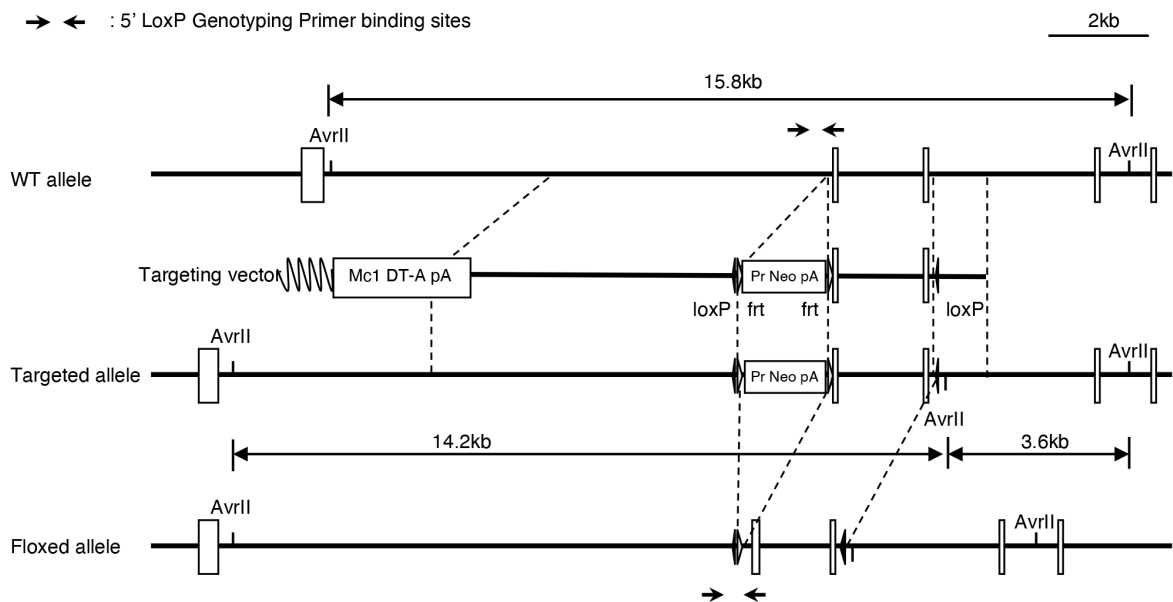 : 5’ LoxP Genotyping Primer binding sites
2kb
15.8kb
AvrII
AvrII
WT allele
Targeting vector
Mc1 DT-A pA
Pr Neo pA
loxP
frt
frt
loxP
AvrII
AvrII
Targeted allele
Pr Neo pA
AvrII
14.2kb
3.6kb
AvrII
AvrII
Floxed allele